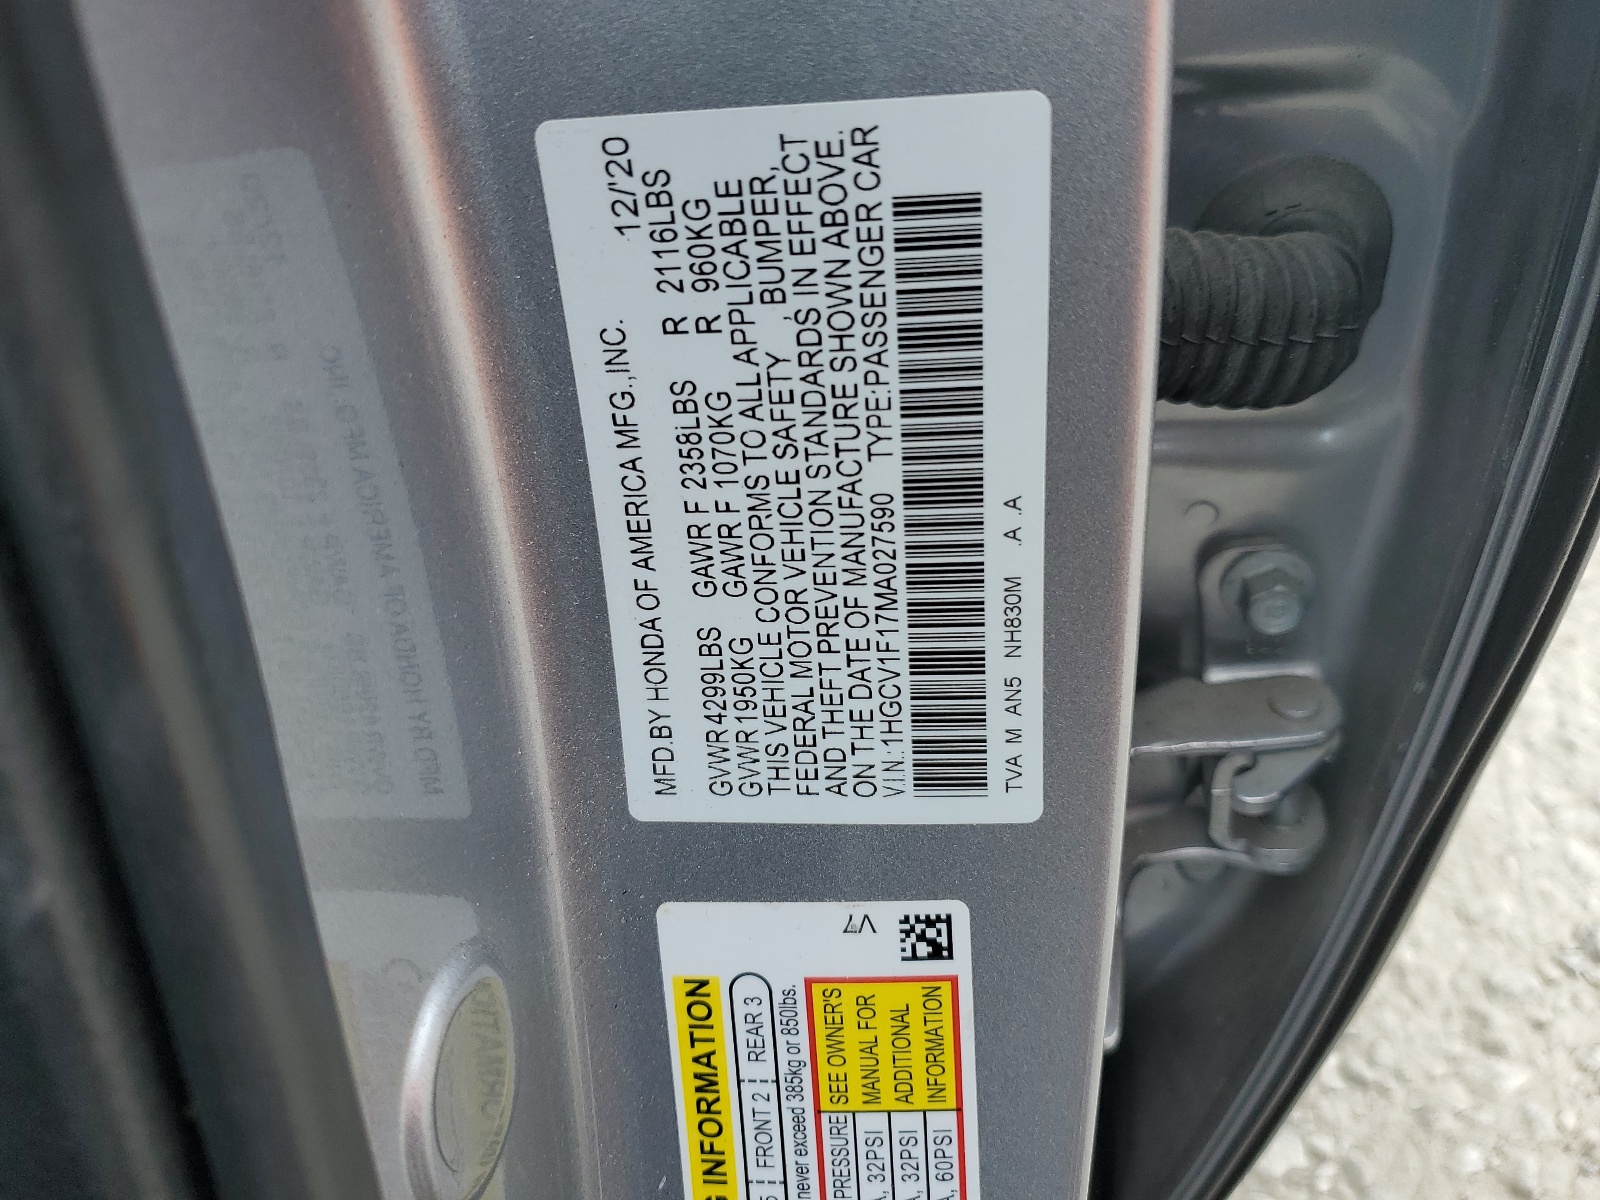 MFD.BY HONDA OF AMERICA MFG.,INC. 12/'20
GVWR 4299LBS GAWR F 2358LBS R 2116LBS
GVWR 1950KG GAWR F 1070KG R 960KG
THIS VEHICLE CONFORMS TO ALL APPLICABLE
FEDERAL MOTOR VEHICLE SAFETY , BUMPER,
AND THEFT PREVENTION STANDARDS IN EFFECT
ON THE DATE OF MANUFACTURE SHOWN ABOVE.
V.I.N.:1HGCV1F17MA027590 TYPE:PASSENGER CAR
TVA M AN5 NH830M .A .A
INFORMATION
FRONT 2 REAR 3
never exceed 385kg or 850lbs.
PRESSURE SEE OWNER'S
32PSI MANUAL FOR
32PSI ADDITIONAL
60PSI INFORMATION